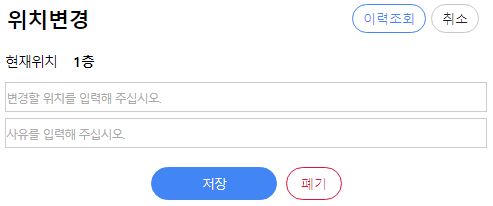 위치변경 이력조회 취소
현재위치 1층
변경할 위치를 입력해 주십시오.
사유를 입력해 주십시오.
저장 폐기